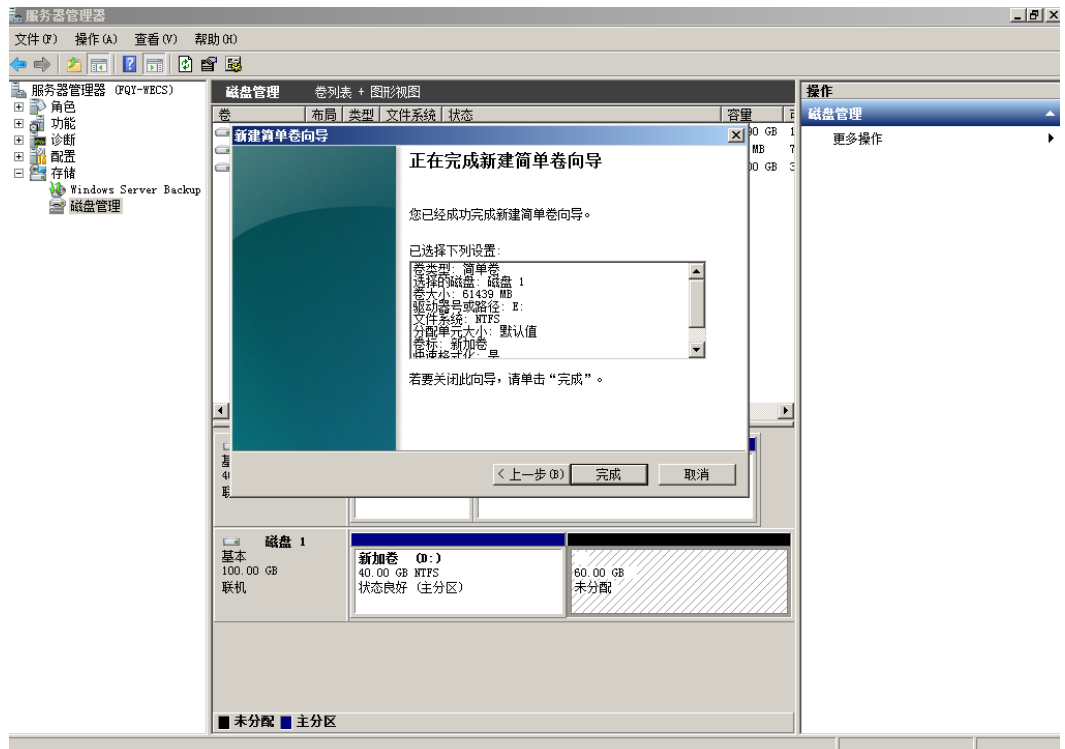 服务器管理器
文件(F) 操作(A) 查看(V) 帮助(H)
服务器管理器 (FQY-WECS)
角色
功能
诊断
配置
存储
Windows Server Backup
磁盘管理
磁盘管理 卷列表 + 图形视图
卷 布局 类型 文件系统 状态 容量
新建简单卷向导
正在完成新建简单卷向导
您已经成功完成新建简单卷向导。
已选择下列设置:
卷类型: 简单卷
选择的磁盘: 磁盘 1
卷大小: 61439 MB
驱动器号或路径: E:
文件系统: NTFS
分配单元大小: 默认值
卷标: 新加卷
快速格式化: 是
若要关闭此向导，请单击“完成”。
< 上一步(B) 完成 取消
磁盘 1
基本
100.00 GB
联机
新加卷 (D:)
40.00 GB NTFS
状态良好 (主分区)
60.00 GB
未分配
未分配 主分区
操作
磁盘管理
更多操作